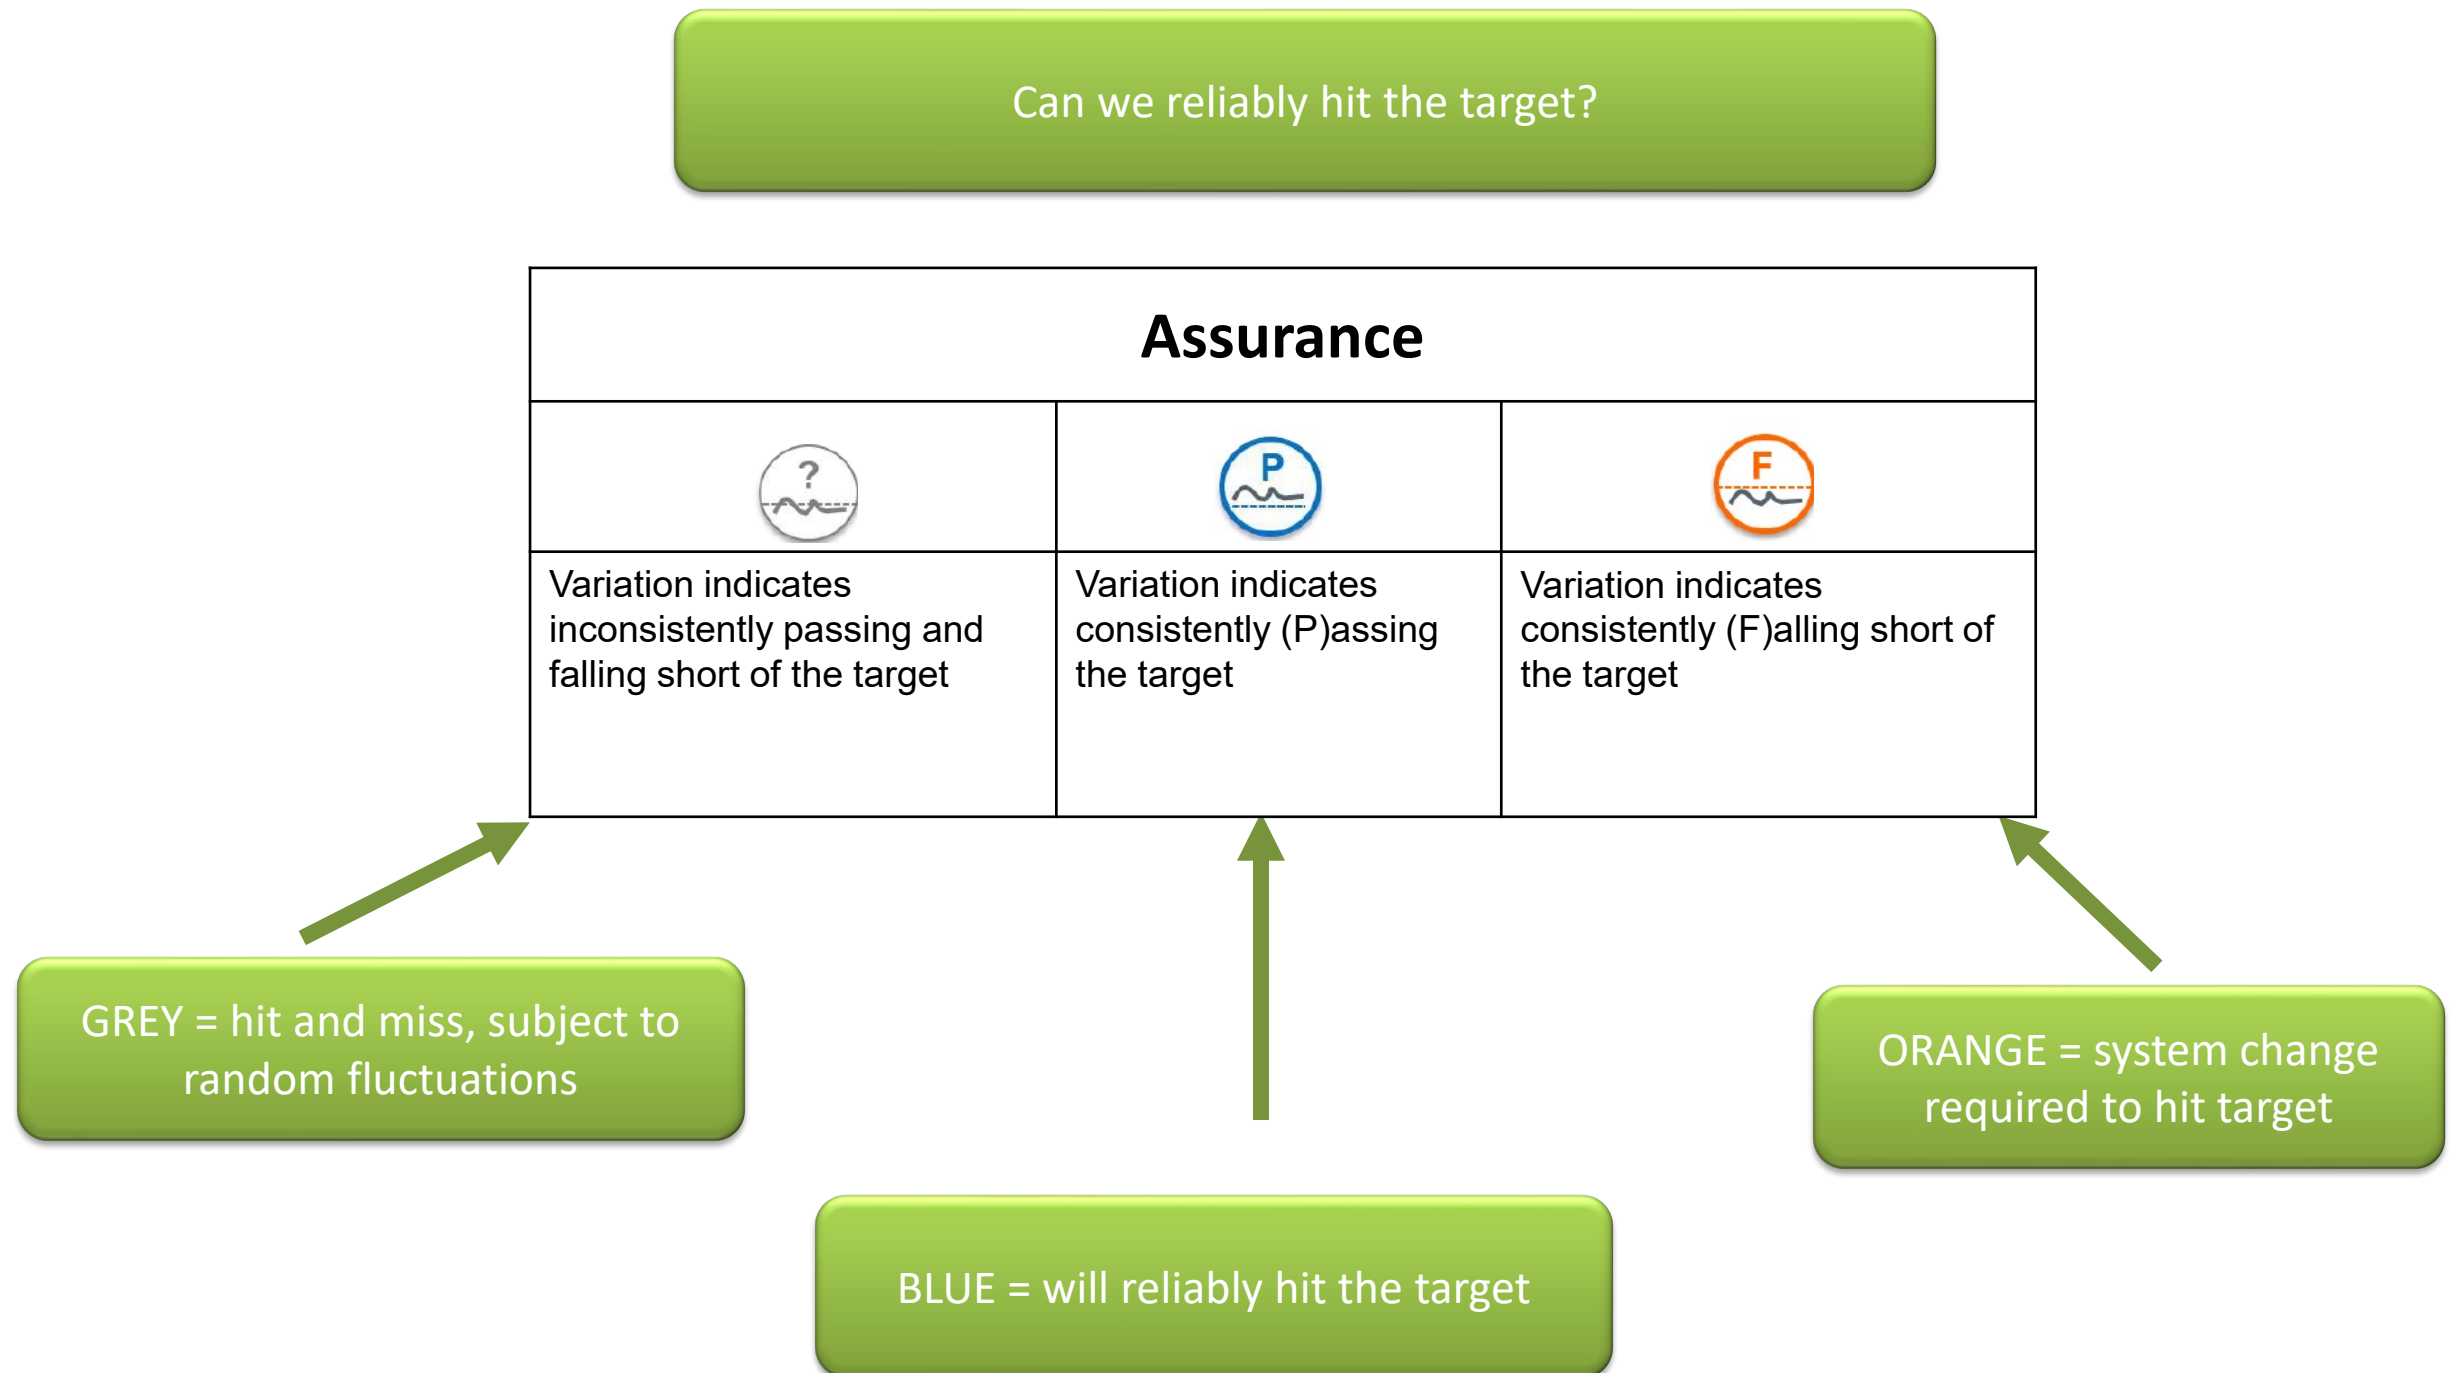 Can we reliably hit the target?
Assurance
?
P
F
Variation indicates
inconsistently passing and
falling short of the target
Variation indicates
consistently (P)assing
the target
Variation indicates
consistently (F)alling short of
the target
GREY = hit and miss, subject to
random fluctuations
ORANGE = system change
required to hit target
BLUE = will reliably hit the target